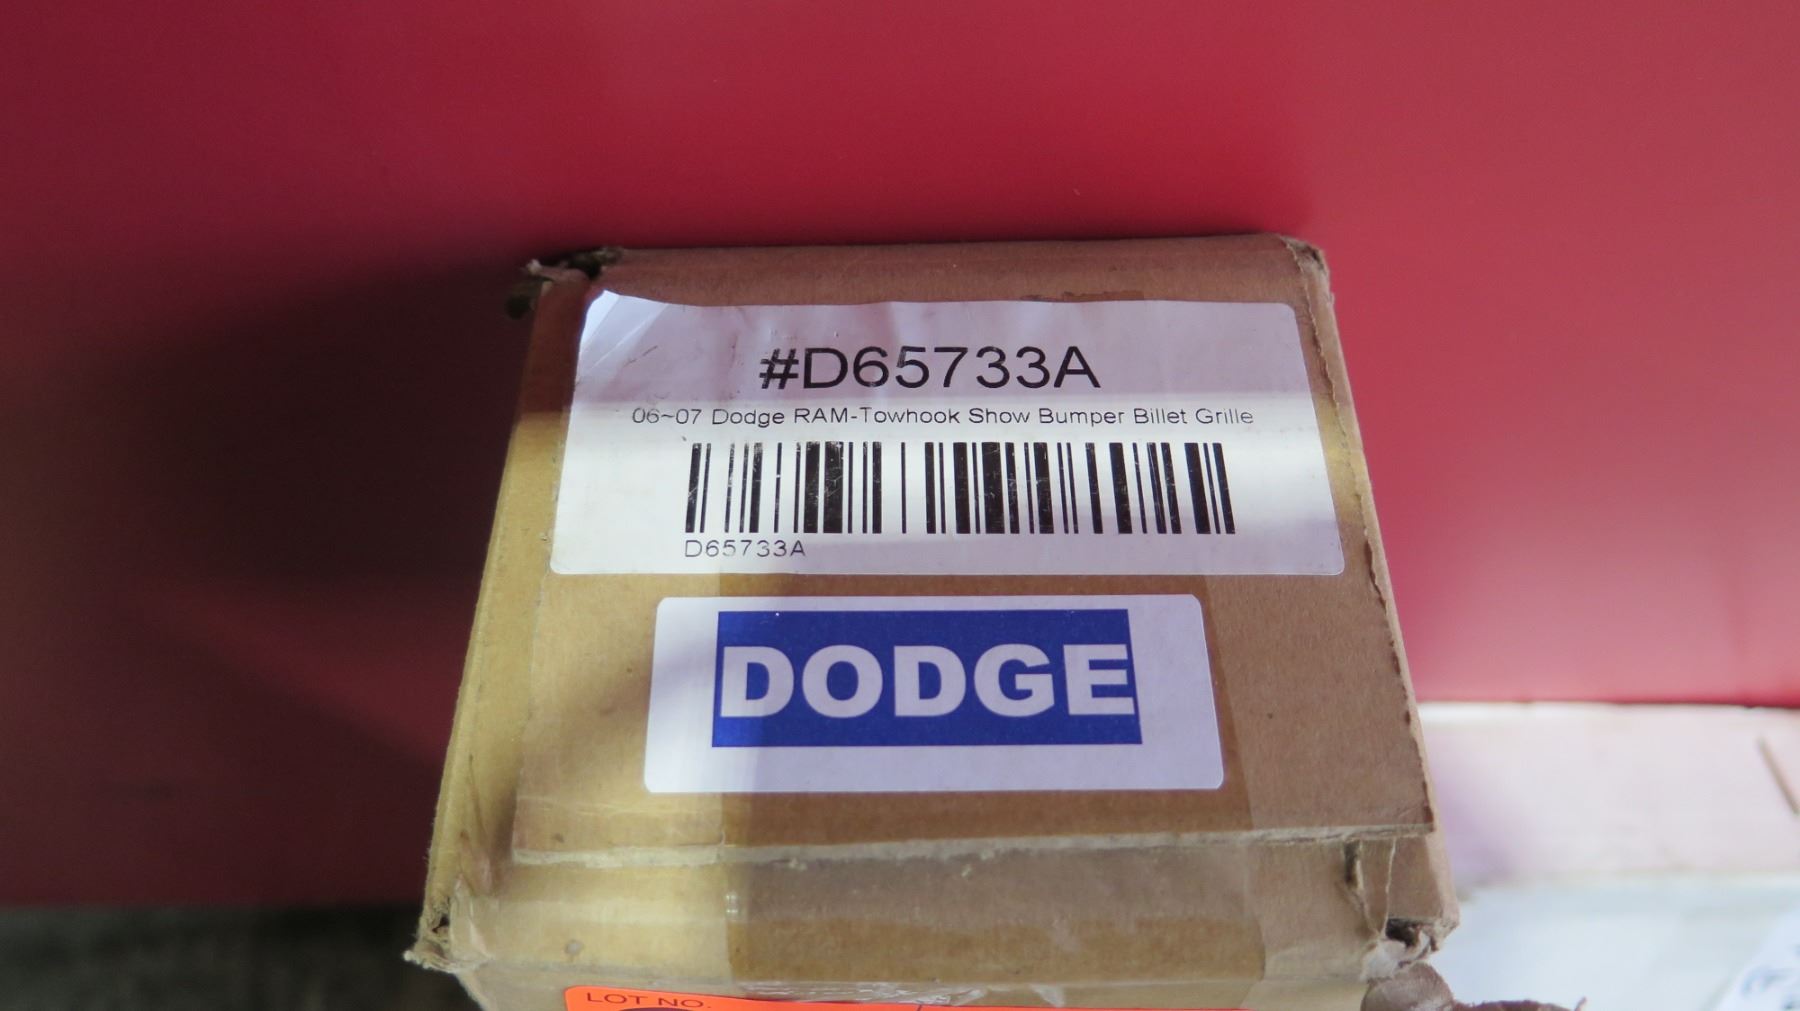 #D65733A
06~07 Dodge RAM-Towhook Show Bumper Billet Grille
D65733A
DODGE
LOT NO.